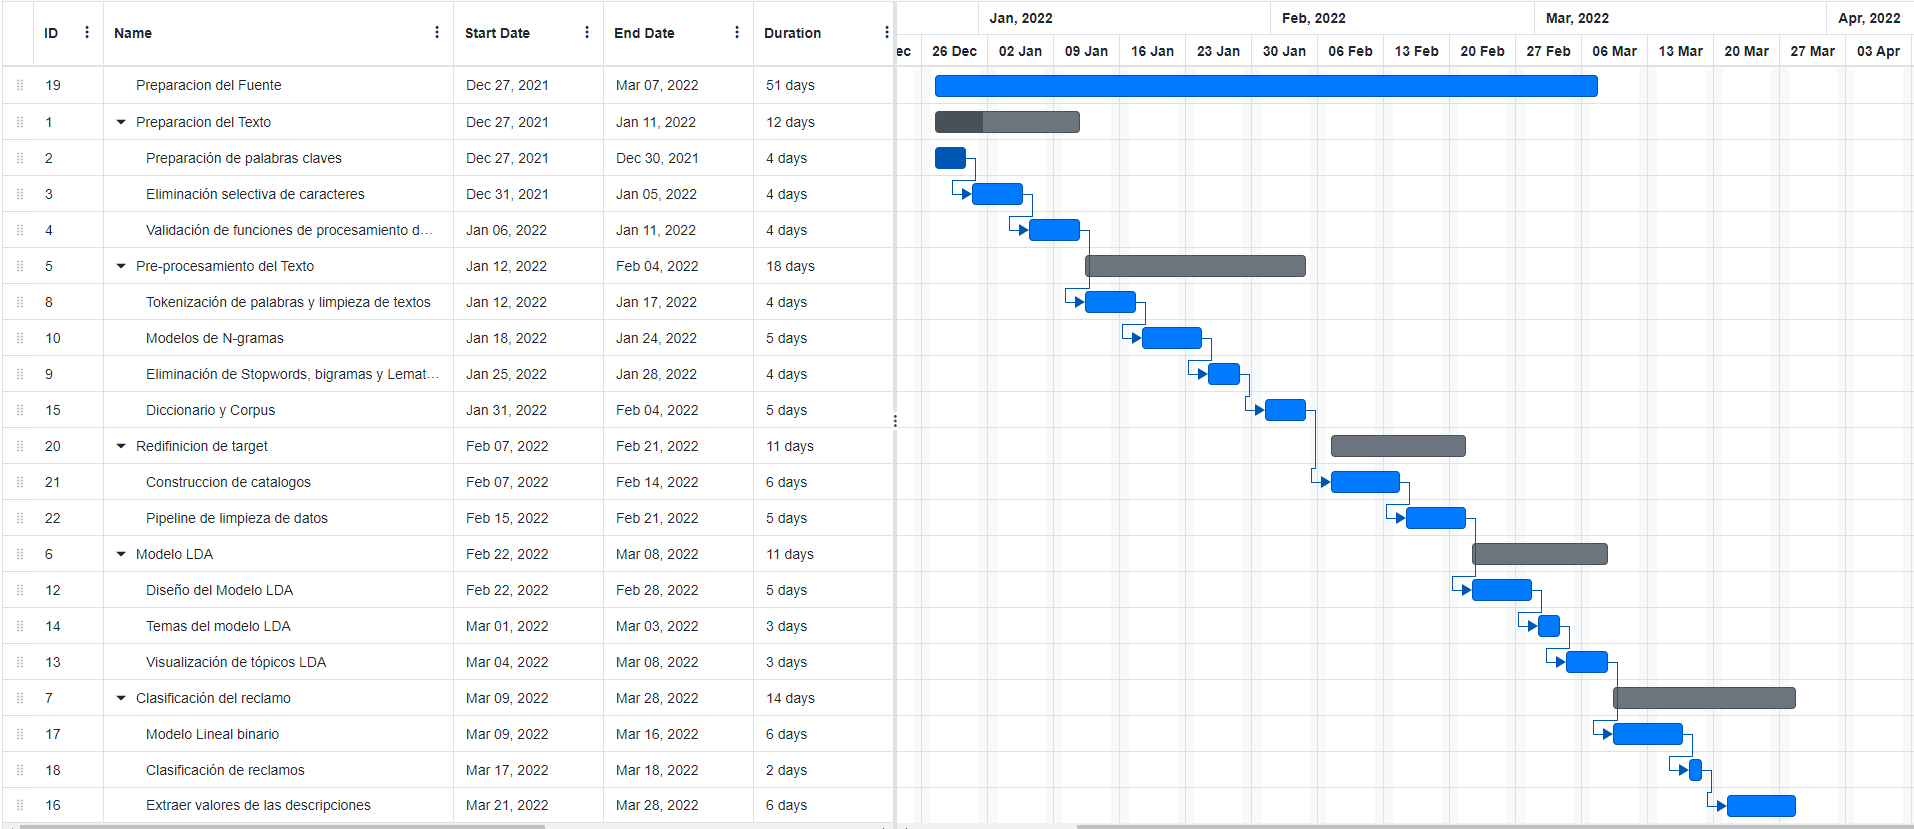 Jan, 2022 Feb, 2022 Mar, 2022 Apr, 2022
ID Name Start Date End Date Duration
ec 26 Dec 02 Jan 09 Jan 16 Jan 23 Jan 30 Jan 06 Feb 13 Feb 20 Feb 27 Feb 06 Mar 13 Mar 20 Mar 27 Mar 03 Apr
19 Preparacion del Fuente Dec 27, 2021 Mar 07, 2022 51 days
1 Preparacion del Texto Dec 27, 2021 Jan 11, 2022 12 days
2 Preparación de palabras claves Dec 27, 2021 Dec 30, 2021 4 days
3 Eliminación selectiva de caracteres Dec 31, 2021 Jan 05, 2022 4 days
4 Validación de funciones de procesamiento d... Jan 06, 2022 Jan 11, 2022 4 days
5 Pre-procesamiento del Texto Jan 12, 2022 Feb 04, 2022 18 days
8 Tokenización de palabras y limpieza de textos Jan 12, 2022 Jan 17, 2022 4 days
10 Modelos de N-gramas Jan 18, 2022 Jan 24, 2022 5 days
9 Eliminación de Stopwords, bigramas y Lemat... Jan 25, 2022 Jan 28, 2022 4 days
15 Diccionario y Corpus Jan 31, 2022 Feb 04, 2022 5 days
20 Redifinicion de target Feb 07, 2022 Feb 21, 2022 11 days
21 Construccion de catalogos Feb 07, 2022 Feb 14, 2022 6 days
22 Pipeline de limpieza de datos Feb 15, 2022 Feb 21, 2022 5 days
6 Modelo LDA Feb 22, 2022 Mar 08, 2022 11 days
12 Diseño del Modelo LDA Feb 22, 2022 Feb 28, 2022 5 days
14 Temas del modelo LDA Mar 01, 2022 Mar 03, 2022 3 days
13 Visualización de tópicos LDA Mar 04, 2022 Mar 08, 2022 3 days
7 Clasificación del reclamo Mar 09, 2022 Mar 28, 2022 14 days
17 Modelo Lineal binario Mar 09, 2022 Mar 16, 2022 6 days
18 Clasificación de reclamos Mar 17, 2022 Mar 18, 2022 2 days
16 Extraer valores de las descripciones Mar 21, 2022 Mar 28, 2022 6 days